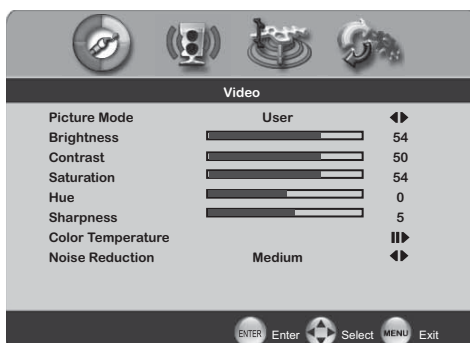 Video
Picture Mode User
Brightness 54
Contrast 50
Saturation 54
Hue 0
Sharpness 5
Color Temperature
Noise Reduction Medium
ENTER Enter Select MENU Exit